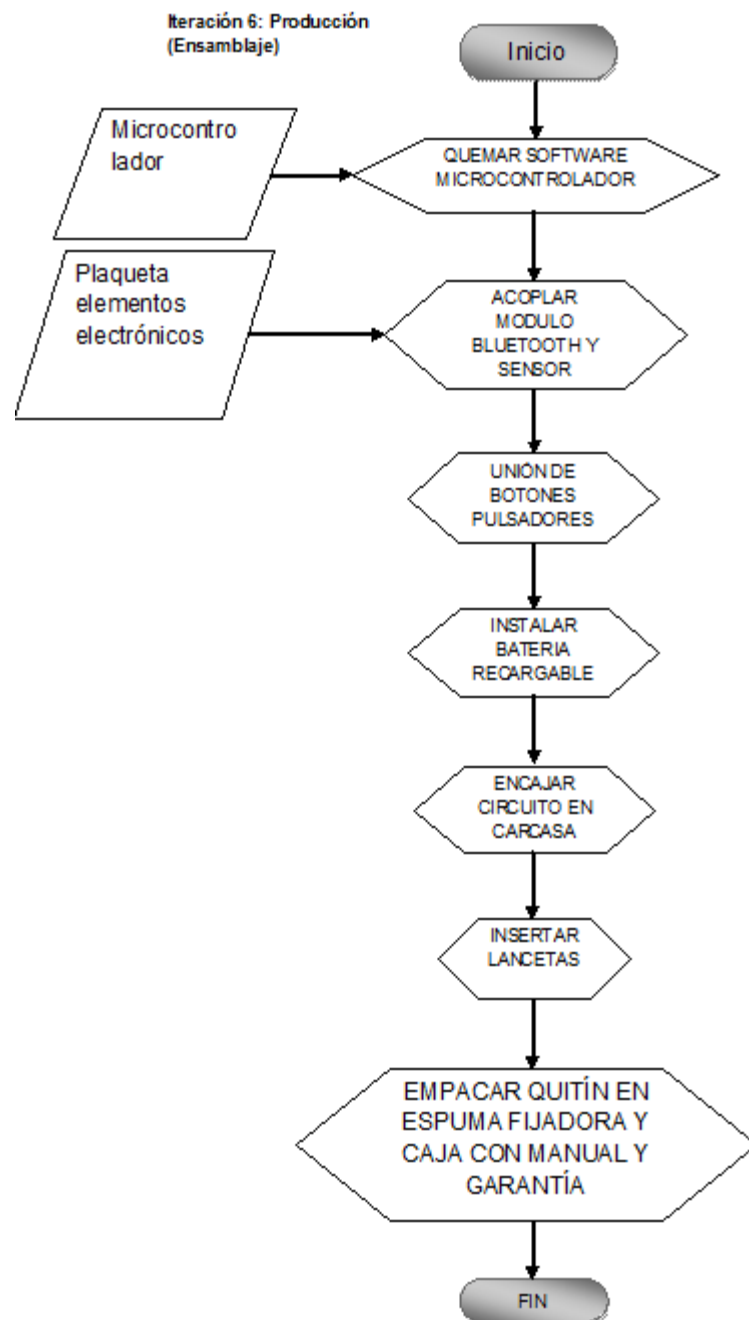 Iteración 6: Producción
(Ensamblaje)
Inicio
Microcontro
lador
QUEMAR SOFTWARE
MICROCONTROLADOR
Plaqueta
elementos
electrónicos
ACOPLAR
MODULO
BLUETOOTH Y
SENSOR
UNIÓN DE
BOTONES
PULSADORES
INSTALAR
BATERIA
RECARGABLE
ENCAJAR
CIRCUITO EN
CARCASA
INSERTAR
LANCETAS
EMPACAR QUITÍN EN
ESPUMA FIJADORA Y
CAJA CON MANUAL Y
GARANTÍA
FIN